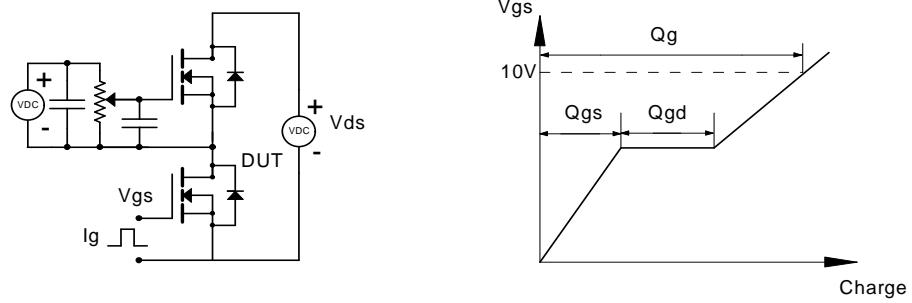 +
VDC
-
+
VDC
-
Vds
DUT
Vgs
Ig
Vgs
Qg
10V
Qgs
Qgd
Charge